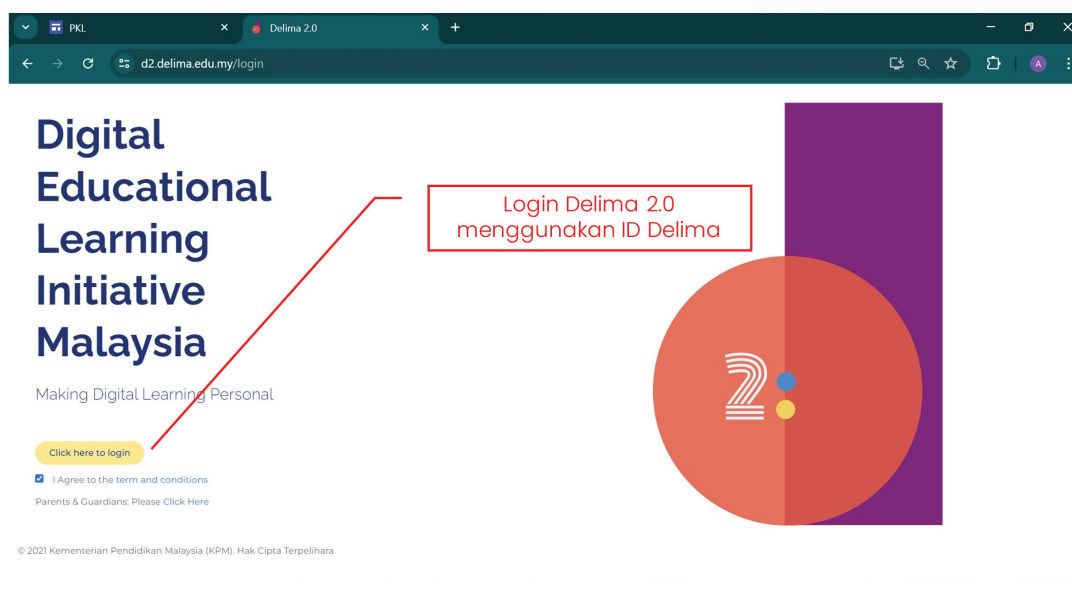 PKL
Delima 2.0
d2.delima.edu.my/login
A
Digital
Educational
Learning
Initiative
Malaysia
Making Digital Learning Personal
Click here to login
I Agree to the term and conditions
Parents & Guardians: Please Click Here
Login Delima 2.0
menggunakan ID Delima
2
© 2021 Kementerian Pendidikan Malaysia (KPM). Hak Cipta Terpelihara